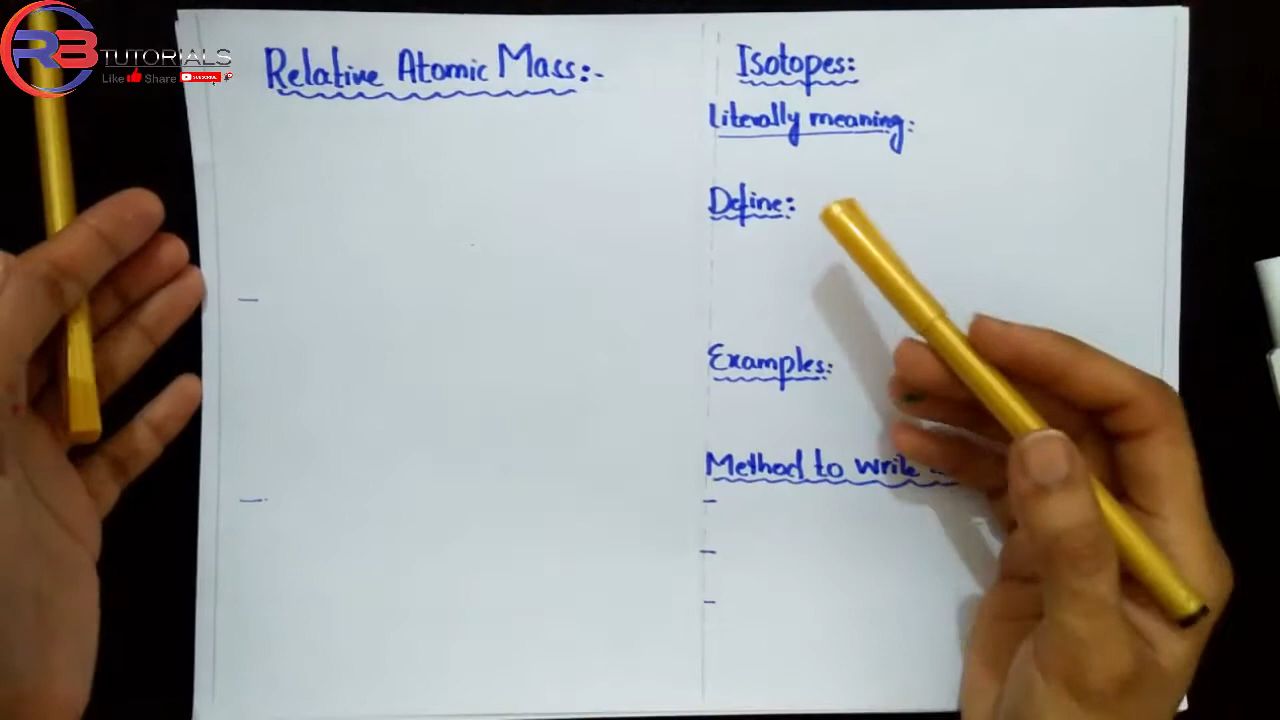 RB
TUTORIALS
Like Share
Relative Atomic Mass:-
Isotopes:
Literally meaning:
Define:
Examples:
Method to write